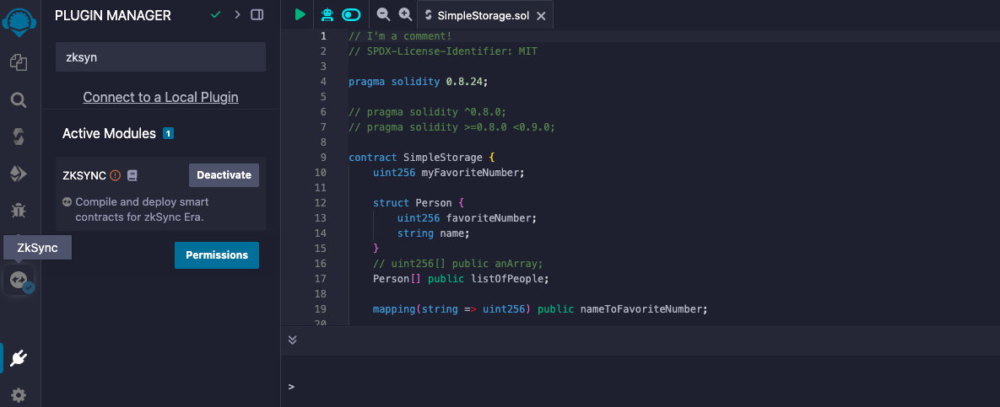 PLUGIN MANAGER
zksyn
Connect to a Local Plugin
Active Modules 1
ZKSYNC
Deactivate
Compile and deploy smart
contracts for zkSync Era.
ZkSync
Permissions
SimpleStorage.sol
1 // I'm a comment!
2 // SPDX-License-Identifier: MIT
3
4 pragma solidity 0.8.24;
5
6 // pragma solidity ^0.8.0;
7 // pragma solidity >=0.8.0 <0.9.0;
8
9 contract SimpleStorage {
10 uint256 myFavoriteNumber;
11
12 struct Person {
13 uint256 favoriteNumber;
14 string name;
15 }
16 // uint256[] public anArray;
17 Person[] public listOfPeople;
18
19 mapping(string => uint256) public nameToFavoriteNumber;
20
>